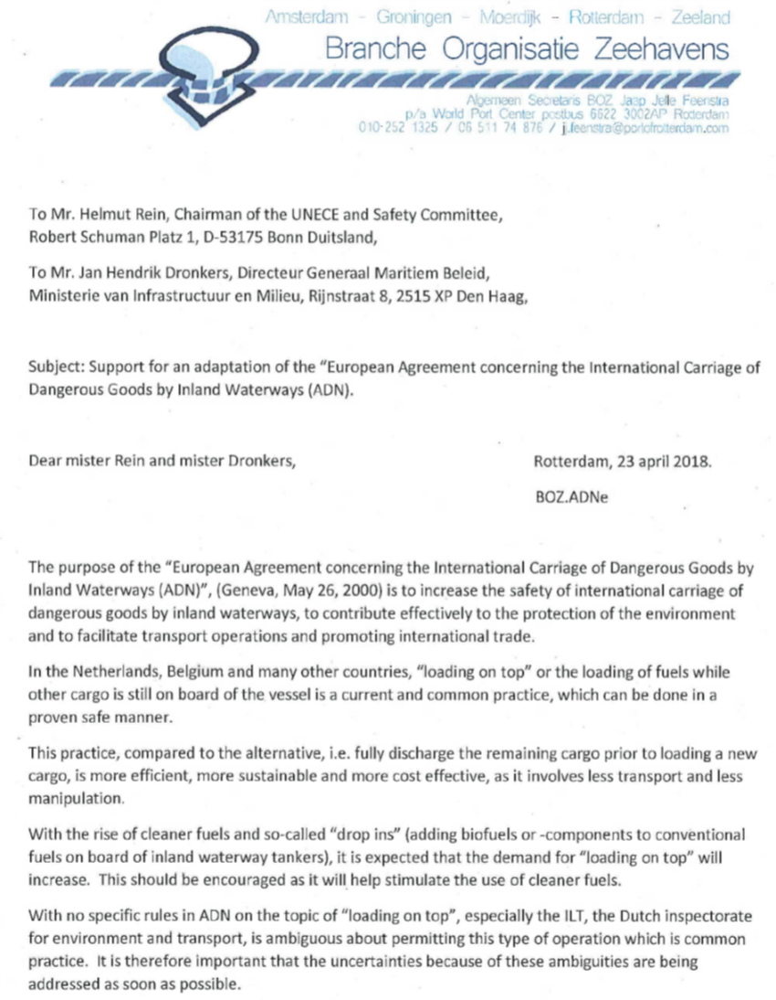 Amsterdam - Groningen - Moerdijk - Rotterdam - Zeeland
Branche Organisatie Zeehavens
Algemeen Secretaris BOZ Jaap Jelle Feenstra
p/a World Port Center postbus 6622 3002AP Rotterdam
010-252 1325 / 06 511 74 876 / j.feenstra@portofrotterdam.com
To Mr. Helmut Rein, Chairman of the UNECE and Safety Committee,
Robert Schuman Platz 1, D-53175 Bonn Duitsland,
To Mr. Jan Hendrik Dronkers, Directeur Generaal Maritiem Beleid,
Ministerie van Infrastructuur en Milieu, Rijnstraat 8, 2515 XP Den Haag,
Subject: Support for an adaptation of the “European Agreement concerning the International Carriage of
Dangerous Goods by Inland Waterways (ADN).
Dear mister Rein and mister Dronkers,
Rotterdam, 23 april 2018.
BOZ.ADNe
The purpose of the “European Agreement concerning the International Carriage of Dangerous Goods by
Inland Waterways (ADN)”, (Geneva, May 26, 2000) is to increase the safety of international carriage of
dangerous goods by inland waterways, to contribute effectively to the protection of the environment
and to facilitate transport operations and promoting international trade.
In the Netherlands, Belgium and many other countries, “loading on top” or the loading of fuels while
other cargo is still on board of the vessel is a current and common practice, which can be done in a
proven safe manner.
This practice, compared to the alternative, i.e. fully discharge the remaining cargo prior to loading a new
cargo, is more efficient, more sustainable and more cost effective, as it involves less transport and less
manipulation.
With the rise of cleaner fuels and so-called “drop ins” (adding biofuels or -components to conventional
fuels on board of inland waterway tankers), it is expected that the demand for “loading on top” will
increase. This should be encouraged as it will help stimulate the use of cleaner fuels.
With no specific rules in ADN on the topic of “loading on top”, especially the ILT, the Dutch inspectorate
for environment and transport, is ambiguous about permitting this type of operation which is common
practice. It is therefore important that the uncertainties because of these ambiguities are being
addressed as soon as possible.